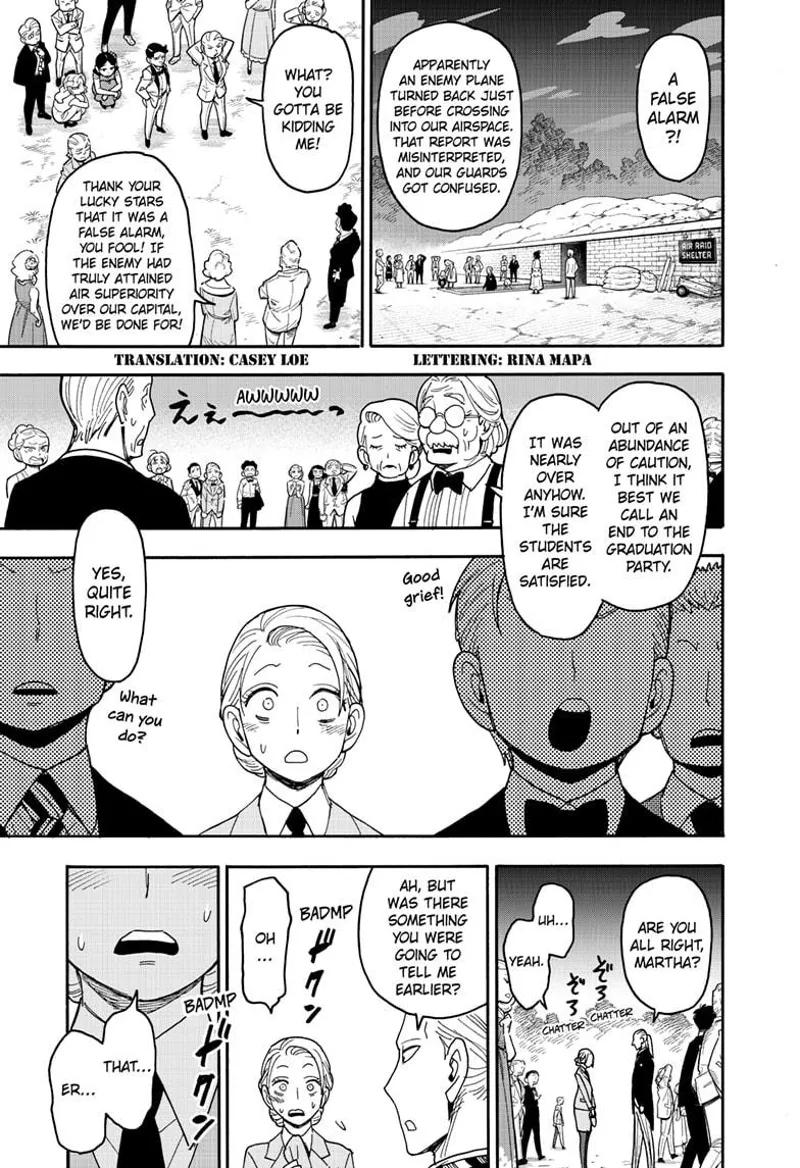 A
FALSE
ALARM
?!
APPARENTLY
AN ENEMY PLANE
TURNED BACK JUST
BEFORE CROSSING
INTO OUR AIRSPACE.
THAT REPORT WAS
MISINTERPRETED,
AND OUR GUARDS
GOT CONFUSED.
AIR RAID
SHELTER
WHAT?
YOU
GOTTA BE
KIDDING
ME!
THANK YOUR
LUCKY STARS
THAT IT WAS A
FALSE ALARM,
YOU FOOL! IF
THE ENEMY HAD
TRULY ATTAINED
AIR SUPERIORITY
OVER OUR CAPITAL,
WE'D BE DONE FOR!
TRANSLATION: CASEY LOE
LETTERING: RINA MAPA
OUT OF AN
ABUNDANCE
OF CAUTION,
I THINK IT
BEST WE
CALL AN
END TO THE
GRADUATION
PARTY.
IT WAS
NEARLY
OVER
ANYHOW.
I'M SURE
THE
STUDENTS
ARE
SATISFIED.
AWWWWW
えぇ〜〜っ
Good
grief!
YES,
QUITE
RIGHT.
What
can you
do?
ARE YOU
ALL RIGHT,
MARTHA?
UH...
YEAH.
ぞろ
ぞろ
CHATTER
CHATTER
AH, BUT
WAS THERE
SOMETHING
YOU WERE
GOING TO
TELL ME
EARLIER?
BADMP
ドクン
OH
...
BADMP
ドクン
THAT...
ER...